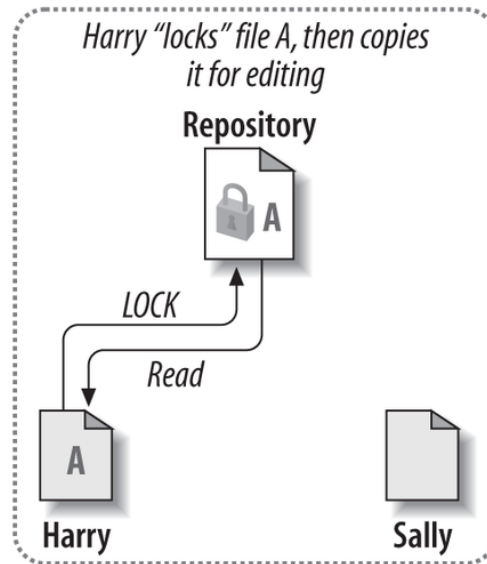 Harry “locks” file A, then copies
it for editing
Repository
A
LOCK
Read
A
Harry
Sally